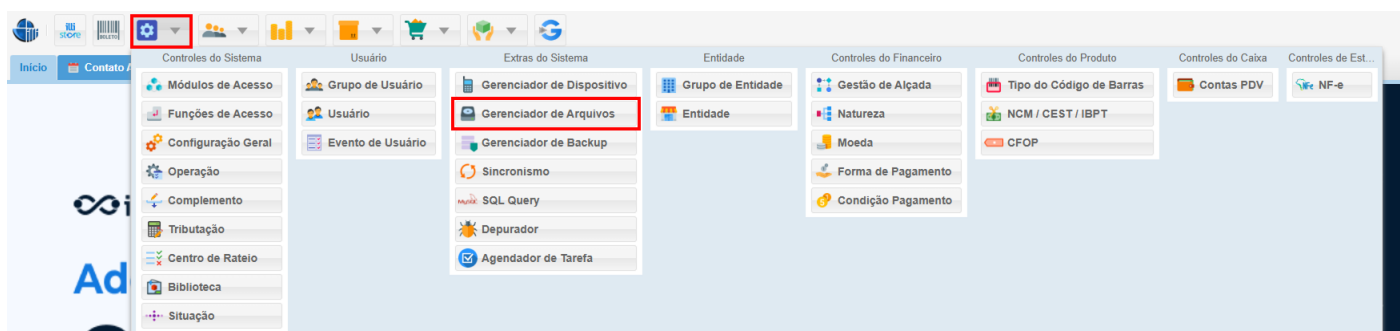 illi
illi store
BOLETO
Início
Contato
Controles do Sistema
Módulos de Acesso
Funções de Acesso
Configuração Geral
Operação
Complemento
Tributação
Centro de Rateio
Biblioteca
Situação
Usuário
Grupo de Usuário
Usuário
Evento de Usuário
Extras do Sistema
Gerenciador de Dispositivo
Gerenciador de Arquivos
Gerenciador de Backup
Sincronismo
SQL Query
Depurador
Agendador de Tarefa
Entidade
Grupo de Entidade
Entidade
Controles do Financeiro
Gestão de Alçada
Natureza
Moeda
Forma de Pagamento
Condição Pagamento
Controles do Produto
Tipo do Código de Barras
NCM / CEST / IBPT
CFOP
Controles do Caixa
Contas PDV
Controles de Est...
NF-e
Ad